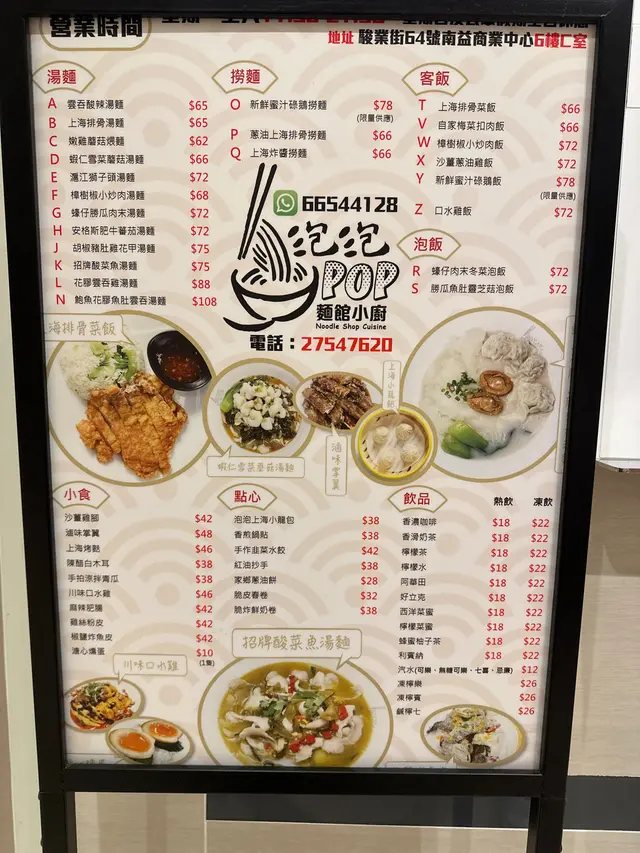 營業時間
地址 駿業街64號南益商業中心6樓C室
湯麵
A 雲吞酸辣湯麵 $65
B 上海排骨湯麵 $65
C 嫩雞蘑菇煨麵 $62
D 蝦仁雪菜蘑菇湯麵 $66
E 滬江獅子頭湯麵 $72
F 樟樹椒小炒肉湯麵 $68
G 蠔仔勝瓜肉末湯麵 $72
H 安格斯肥牛蕃茄湯麵 $72
J 胡椒豬肚雞花甲湯麵 $75
K 招牌酸菜魚湯麵 $75
L 花膠雲吞雞湯麵 $88
N 鮑魚花膠魚肚雲吞湯麵 $108
撈麵
O 新鮮蜜汁碌鵝撈麵 $78
(限量供應)
P 蔥油上海排骨撈麵 $66
Q 上海炸醬撈麵 $66
66544128
泡泡
POP
麵館小廚
Noodle Shop Cuisine
電話：27547620
客飯
T 上海排骨菜飯 $66
V 自家梅菜扣肉飯 $66
W 樟樹椒小炒肉飯 $72
X 沙薑蔥油雞飯 $72
Y 新鮮蜜汁碌鵝飯 $78
(限量供應)
Z 口水雞飯 $72
泡飯
R 蠔仔肉末冬菜泡飯 $72
S 勝瓜魚肚靈芝菇泡飯 $72
海排骨菜飯
蝦仁雪菜蘑菇湯麵
滷味掌翼
上海小籠包
小食
沙薑雞腳 $42
滷味掌翼 $48
上海烤麩 $46
陳醋白木耳 $38
手拍涼拌青瓜 $38
川味口水雞 $46
麻辣肥腸 $42
雞絲粉皮 $42
椒鹽炸魚皮 $42
溏心燻蛋 $10
(1隻)
點心
泡泡上海小籠包 $38
香煎鍋貼 $38
手作韭菜水餃 $42
紅油抄手 $38
家鄉蔥油餅 $28
脆皮春卷 $32
脆炸鮮奶卷 $38
飲品 熱飲 凍飲
香濃咖啡 $18 $22
香滑奶茶 $18 $22
檸檬茶 $18 $22
檸檬水 $18 $22
阿華田 $18 $22
好立克 $18 $22
西洋菜蜜 $18 $22
檸檬菜蜜 $18 $22
蜂蜜柚子茶 $18 $22
利賓納 $18 $22
汽水(可樂、無糖可樂、七喜、忌廉) $12
凍檸樂 $26
凍檸賓 $26
鹹檸七 $26
川味口水雞
招牌酸菜魚湯麵